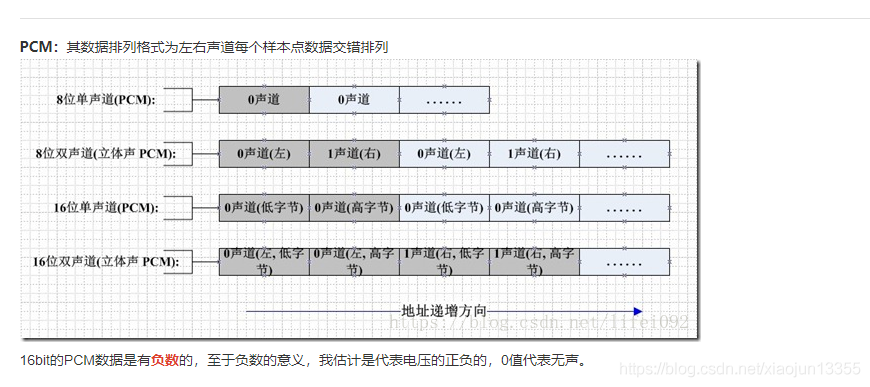 PCM：其数据排列格式为左右声道每个样本点数据交错排列
8位单声道(PCM): 0声道 0声道 ......
8位双声道(立体声 PCM): 0声道(左) 1声道(右) 0声道(左) 1声道(右) ......
16位单声道(PCM): 0声道(低字节) 0声道(高字节) 0声道(低字节) 0声道(高字节) ......
16位双声道(立体声 PCM): 0声道(左, 低字节) 0声道(左, 高字节) 1声道(右, 低字节) 1声道(右, 高字节) ......
地址递增方向
https://blog.csdn.net/lifei092
16bit的PCM数据是有负数的，至于负数的意义，我估计是代表电压的正负的，0值代表无声。
https://blog.csdn.net/xiaojun13355